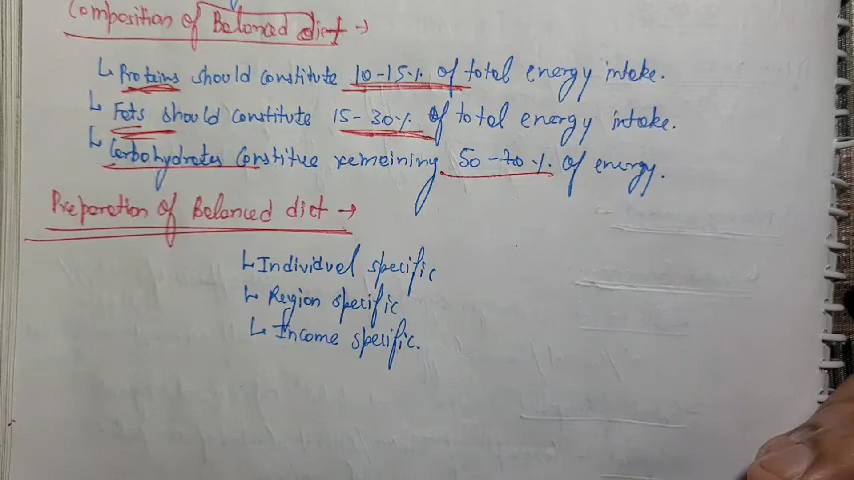 Composition of Balanced diet →
↳ Proteins should constitute 10-15% of total energy intake.
↳ Fats should constitute 15-30% of total energy intake.
↳ Carbohydrates constitue remaining 50-70% of energy.
Preparation of Balanced diet →
↳ Individual specific
↳ Region specific
↳ Income specific.